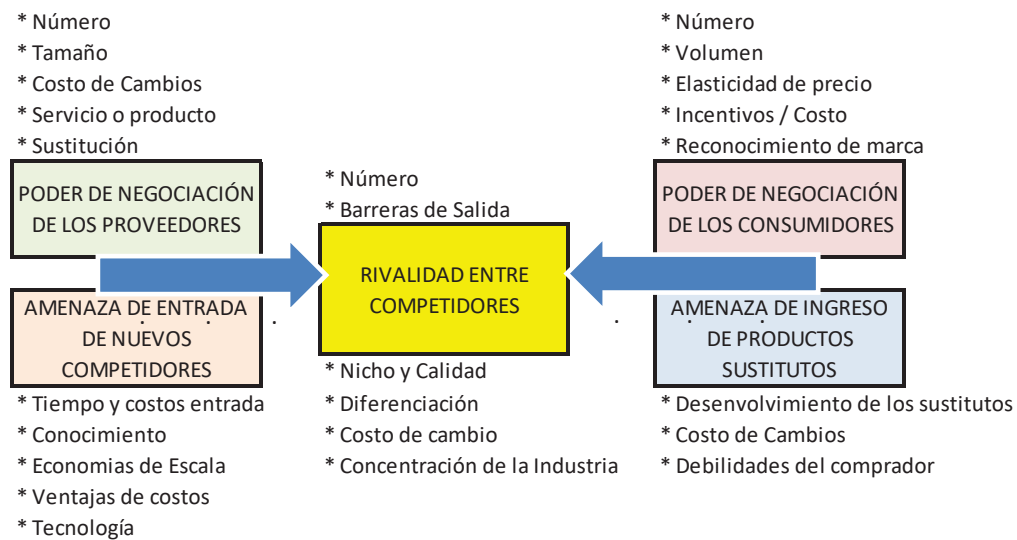 * Número
* Tamaño
* Costo de Cambios
* Servicio o producto
* Sustitución
PODER DE NEGOCIACIÓN
DE LOS PROVEEDORES
AMENAZA DE ENTRADA
DE NUEVOS
COMPETIDORES
* Tiempo y costos entrada
* Conocimiento
* Economias de Escala
* Ventajas de costos
* Tecnología
* Número
* Barreras de Salida
RIVALIDAD ENTRE
COMPETIDORES
* Nicho y Calidad
* Diferenciación
* Costo de cambio
* Concentración de la Industria
* Número
* Volumen
* Elasticidad de precio
* Incentivos / Costo
* Reconocimiento de marca
PODER DE NEGOCIACIÓN
DE LOS CONSUMIDORES
AMENAZA DE INGRESO
DE PRODUCTOS
SUSTITUTOS
* Desenvolvimiento de los sustitutos
* Costo de Cambios
* Debilidades del comprador